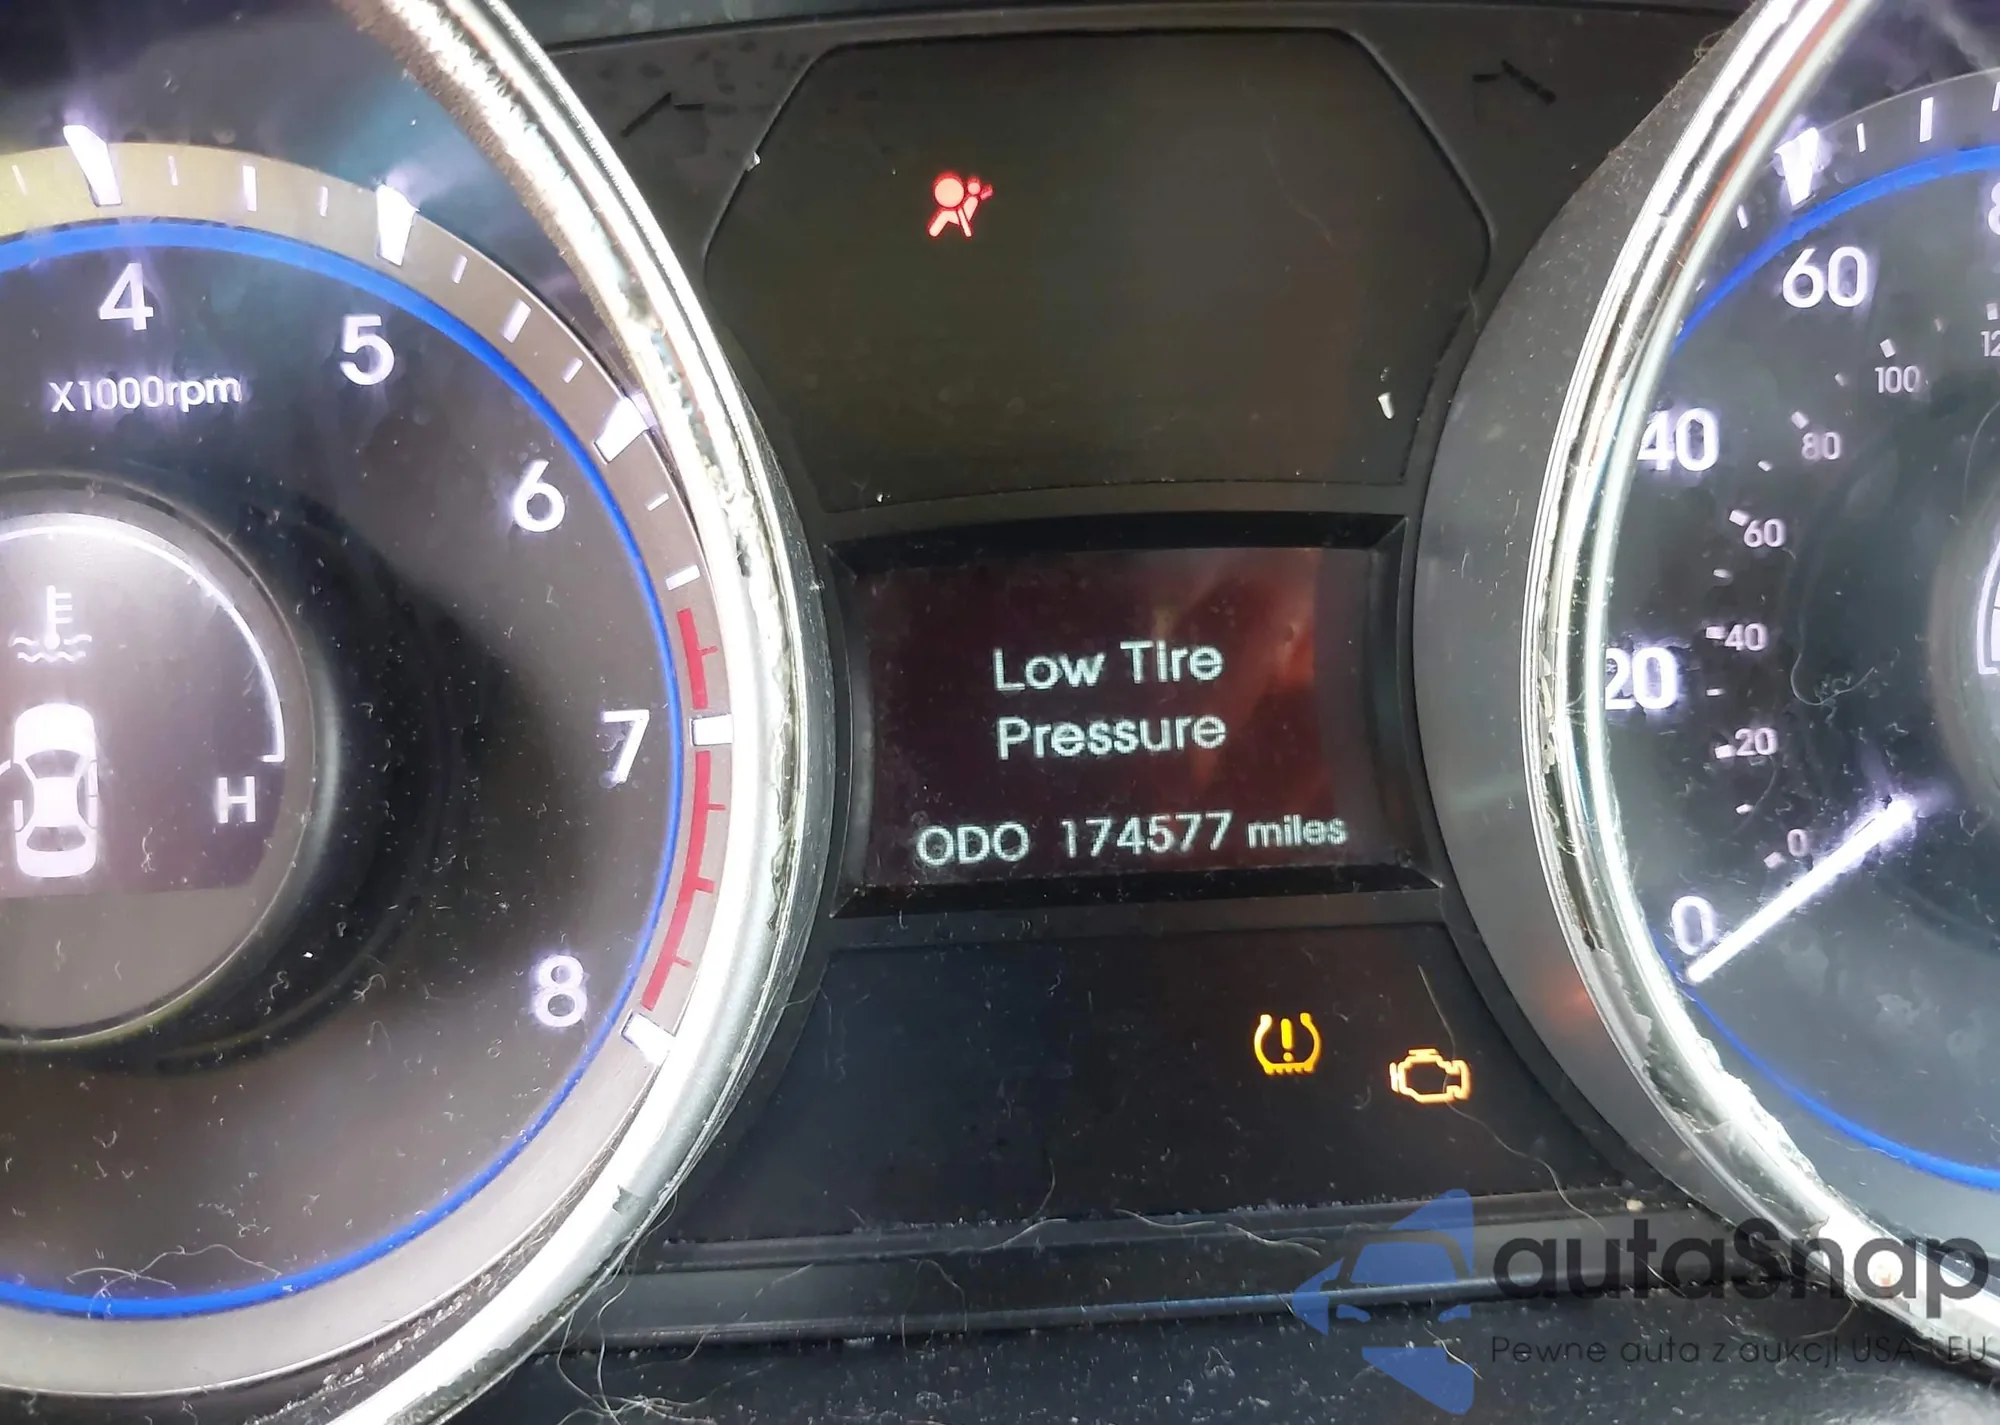 4
5
X1000rpm
6
7
8
H
Low Tire
Pressure
ODO 174577 miles
60
100
40
80
60
20
40
20
0
0
autosnap
Pewne auta z aukcji USA i EU